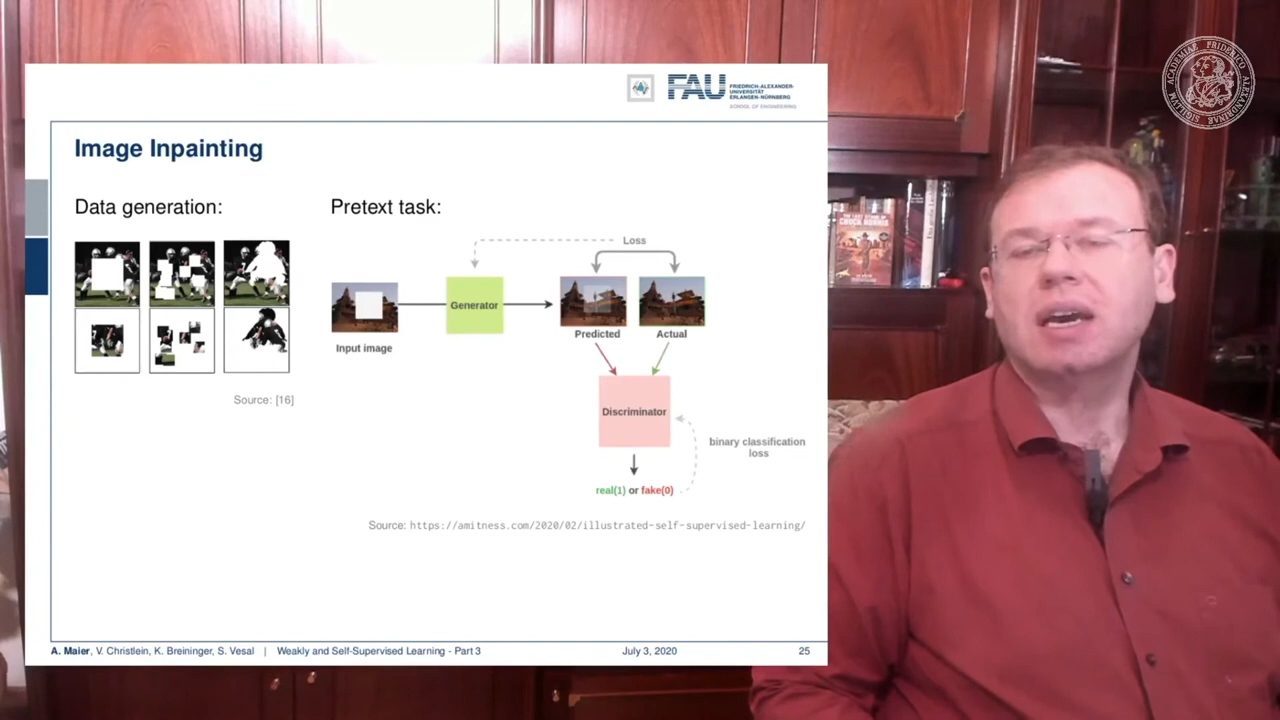 FAU
FRIEDRICH-ALEXANDER-
UNIVERSITÄT
ERLANGEN-NÜRNBERG
SCHOOL OF ENGINEERING
Image Inpainting
Data generation:
Pretext task:
Loss
Generator
Input image
Predicted
Actual
Source: [16]
Discriminator
binary classification
loss
real(1) or fake(0)
Source: https://amitness.com/2020/02/illustrated-self-supervised-learning/
A. Maier, V. Christlein, K. Breininger, S. Vesal | Weakly and Self-Supervised Learning - Part 3
July 3, 2020
25
CHUCK NORRIS